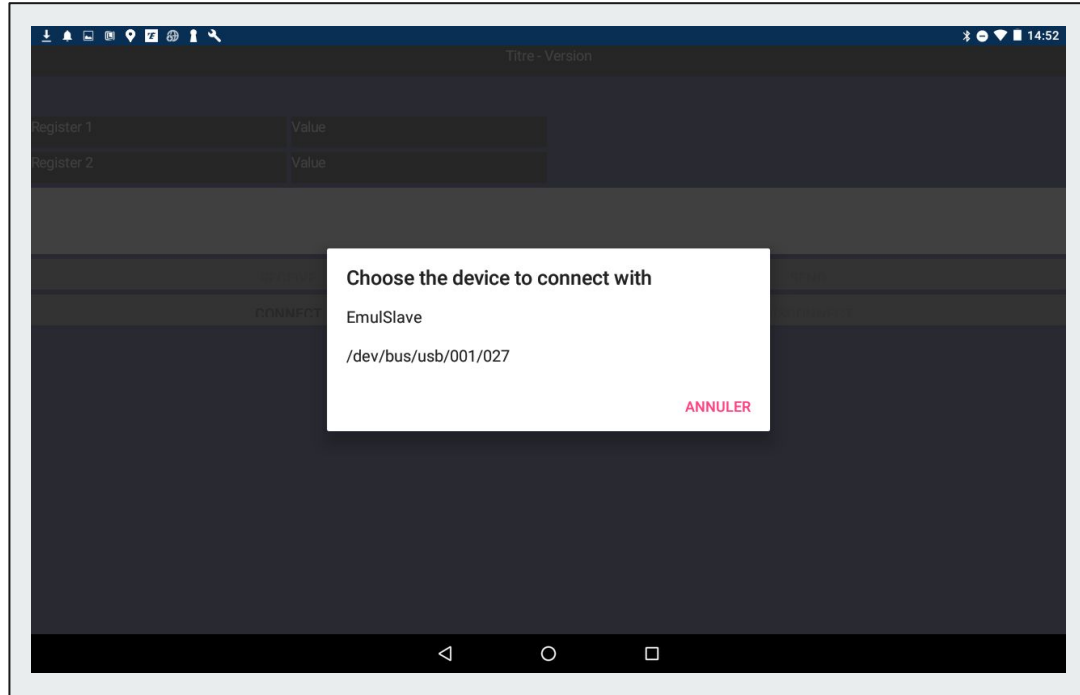 14:52
Titre - Version
Register 1 Value
Register 2 Value
Choose the device to connect with
EmulSlave
CONNECT
/dev/bus/usb/001/027
ANNULER